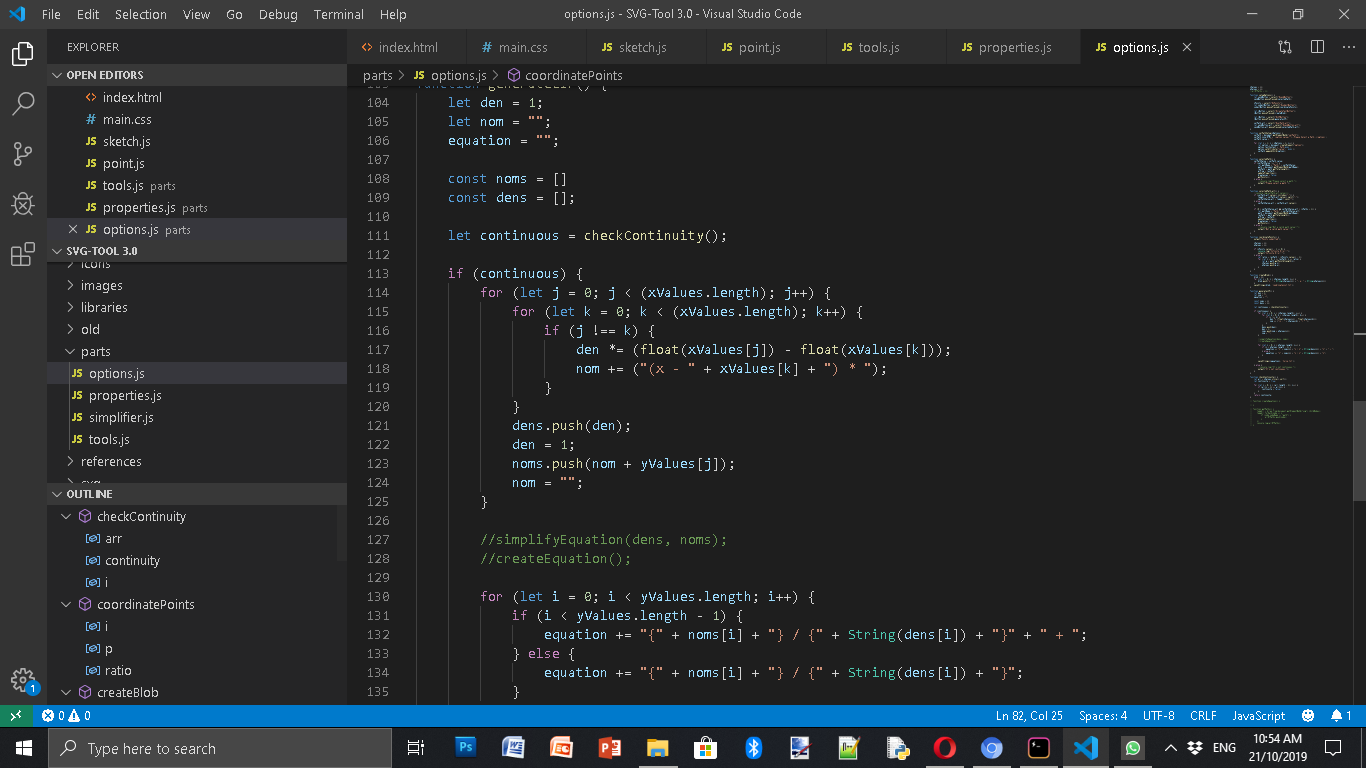 File Edit Selection View Go Debug Terminal Help options.js - SVG-Tool 3.0 - Visual Studio Code
EXPLORER
OPEN EDITORS
index.html
main.css
sketch.js
point.js
tools.js parts
properties.js parts
options.js parts
SVG-TOOL 3.0
icons
images
libraries
old
parts
options.js
properties.js
simplifier.js
tools.js
references
svg
OUTLINE
checkContinuity
arr
continuity
i
coordinatePoints
i
p
ratio
createBlob
index.html # main.css JS sketch.js JS point.js JS tools.js JS properties.js JS options.js
parts > JS options.js > coordinatePoints
104 let den = 1;
105 let nom = "";
106 equation = "";
107
108 const noms = []
109 const dens = [];
110
111 let continuous = checkContinuity();
112
113 if (continuous) {
114 for (let j = 0; j < (xValues.length); j++) {
115 for (let k = 0; k < (xValues.length); k++) {
116 if (j !== k) {
117 den *= (float(xValues[j]) - float(xValues[k]));
118 nom += ("(x - " + xValues[k] + ") * ");
119 }
120 }
121 dens.push(den);
122 den = 1;
123 noms.push(nom + yValues[j]);
124 nom = "";
125 }
126
127 //simplifyEquation(dens, noms);
128 //createEquation();
129
130 for (let i = 0; i < yValues.length; i++) {
131 if (i < yValues.length - 1) {
132 equation += "{" + noms[i] + "} / {" + String(dens[i]) + "}" + " + ";
133 } else {
134 equation += "{" + noms[i] + "} / {" + String(dens[i]) + "}";
135 }
0 0 Ln 82, Col 25 Spaces: 4 UTF-8 CRLF JavaScript 1
Type here to search
ENG
10:54 AM
21/10/2019